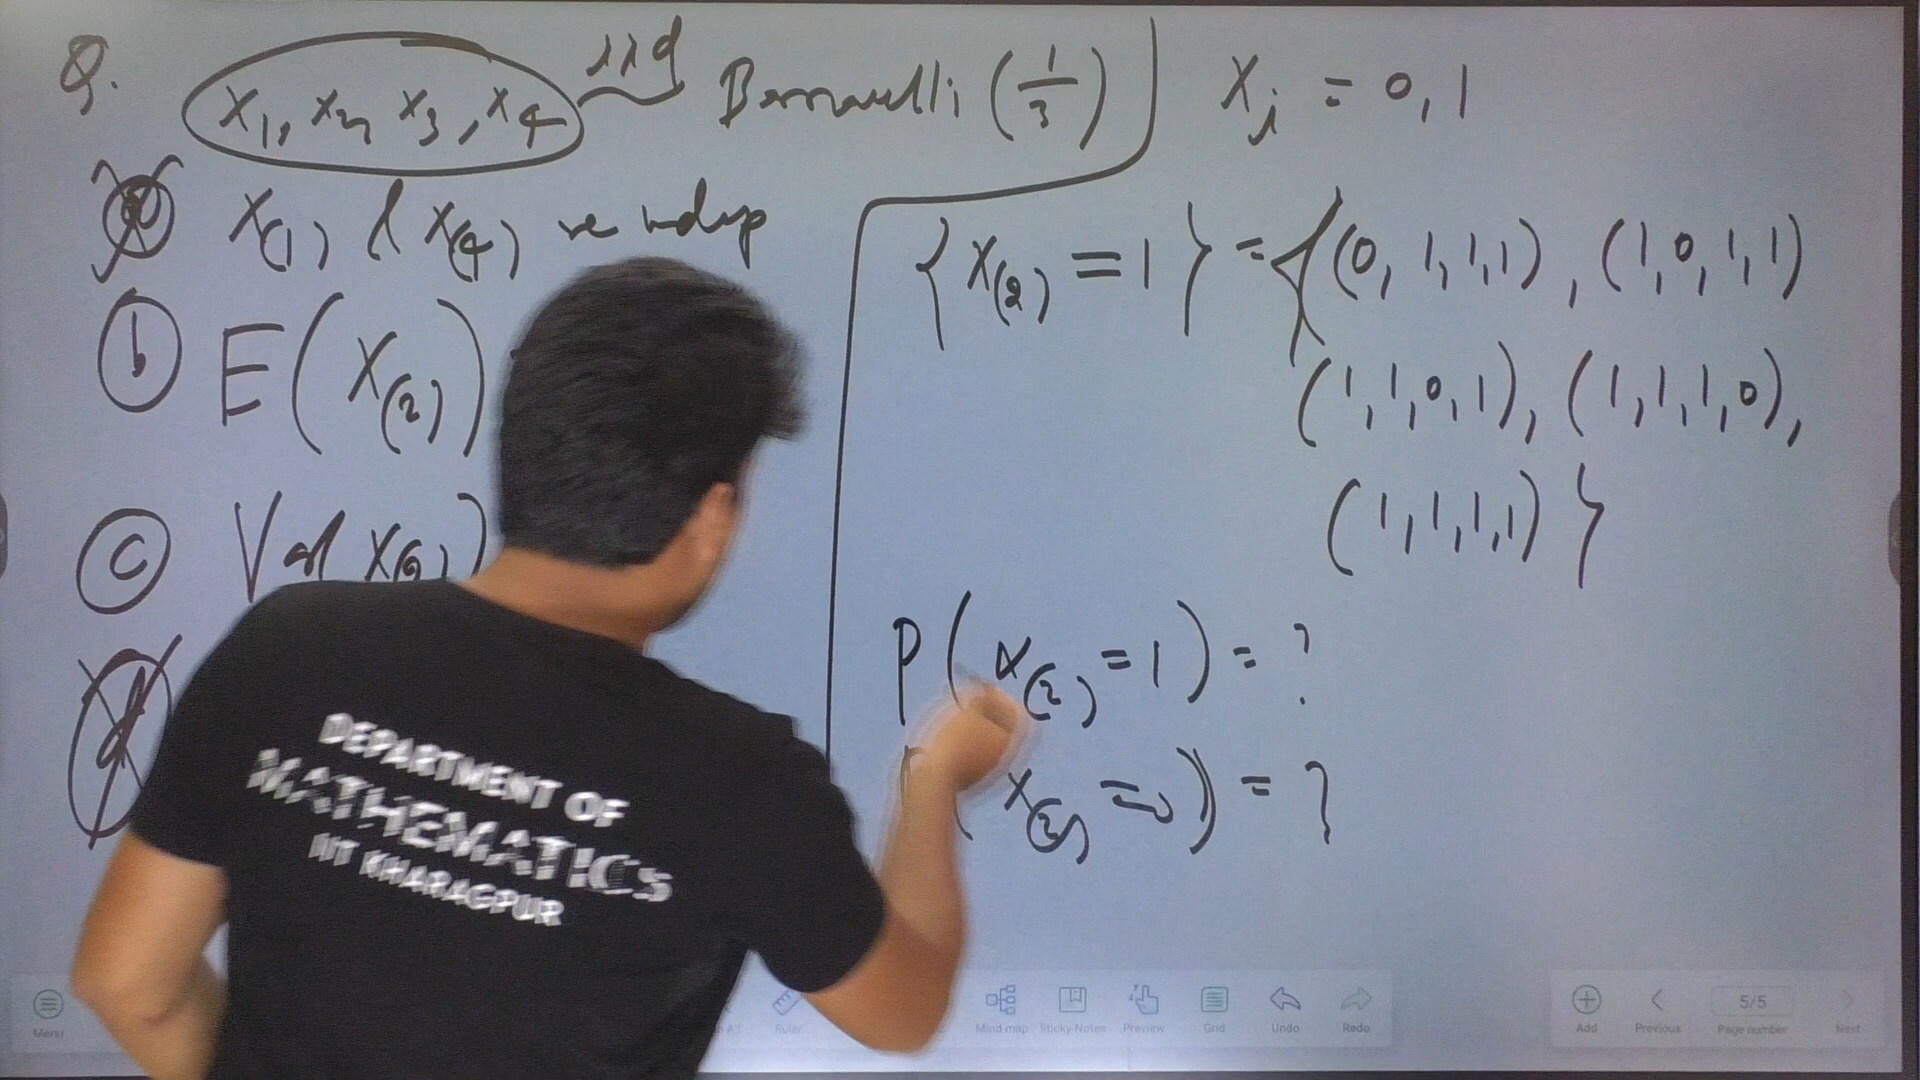 Q. X1, X2, X3, X4 iid Bernoulli (1/3) Xi = 0, 1
(a) X(1) & X(4) are indep
(b) E(X(2))
(c) Var(X(2))
(d)
{X(2) = 1} = {(0, 1, 1, 1), (1, 0, 1, 1)
(1, 1, 0, 1), (1, 1, 1, 0),
(1, 1, 1, 1)}
P(X(2) = 1) = ?
P(X(2) = 0) = ?
DEPARTMENT OF
MATHEMATICS
IIT KHARAGPUR
Menu
Ruler
Mind map
Sticky-Notes
Preview
Grid
Undo
Redo
Add
Previous
5/5
Page number
Next